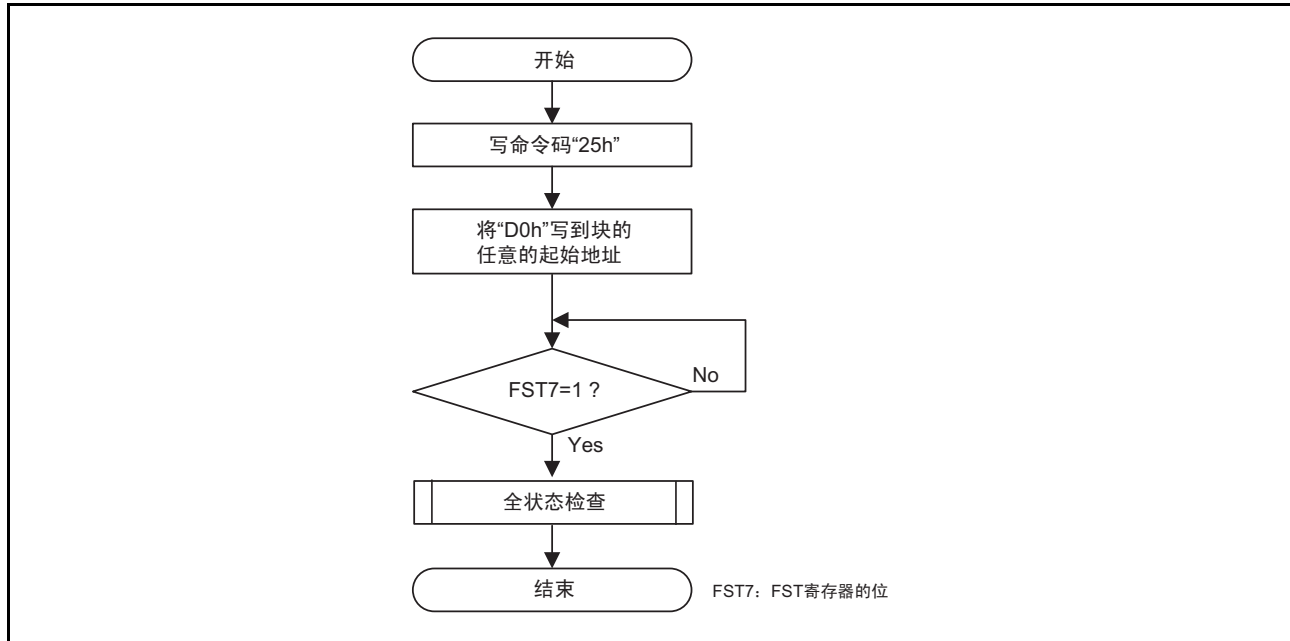 开始
写命令码“25h”
将“D0h”写到块的
任意的起始地址
FST7=1 ?
No
Yes
全状态检查
结束
FST7：FST寄存器的位